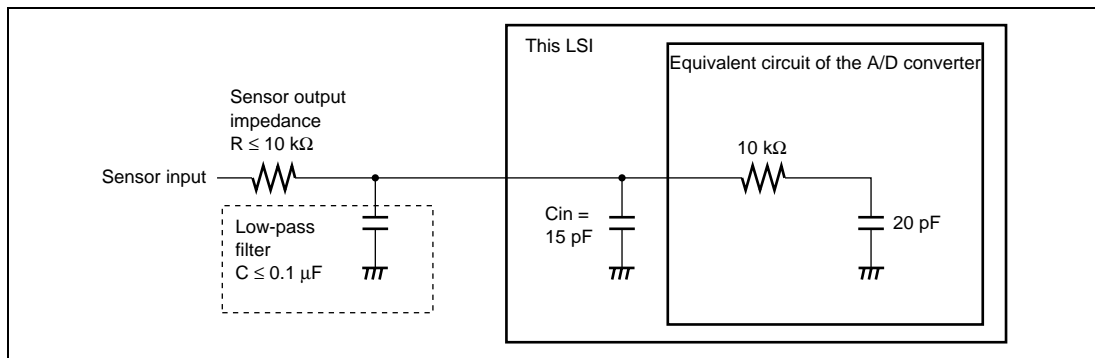 This LSI
Equivalent circuit of the A/D converter
Sensor output
impedance
R ≤ 10 kΩ
10 kΩ
Sensor input
Low-pass
filter
C ≤ 0.1 μF
Cin =
15 pF
20 pF